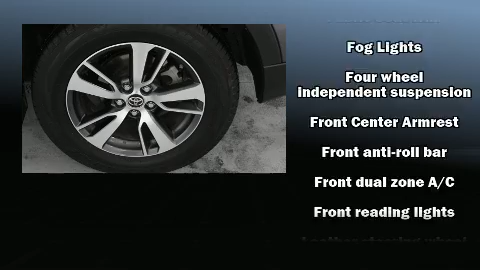 Fog Lights
Four wheel
independent suspension
Front Center Armrest
Front anti-roll bar
Front dual zone A/C
Front reading lights